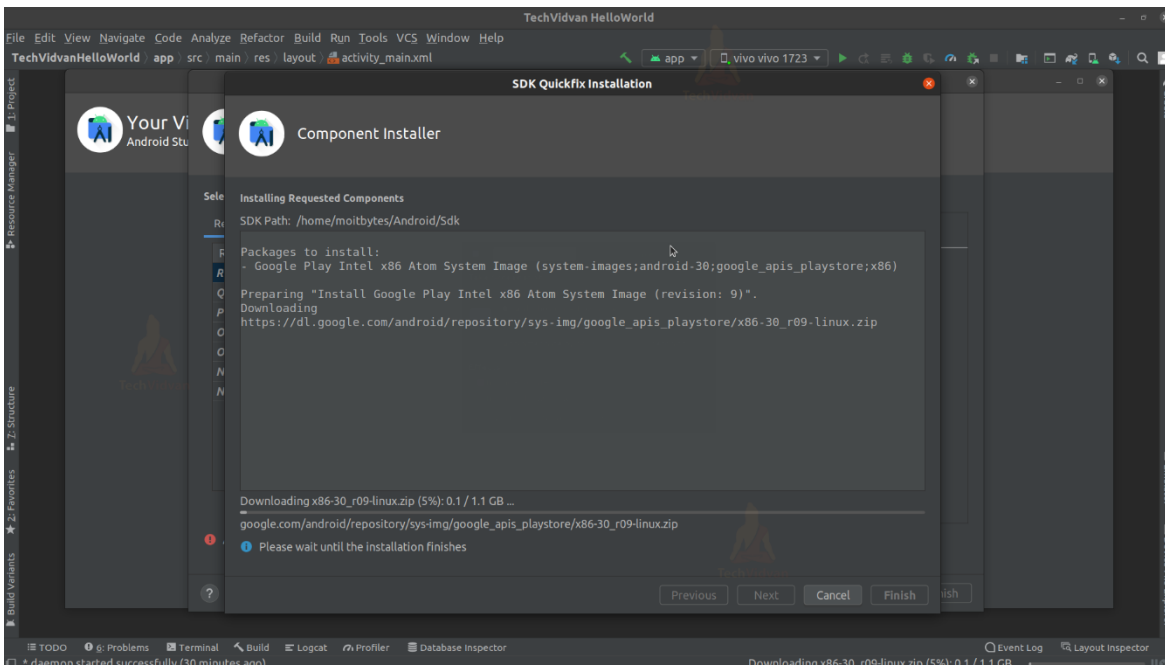 TechVidvan HelloWorld
File Edit View Navigate Code Analyze Refactor Build Run Tools VCS Window Help
TechVidvanHelloWorld app src main res layout activity_main.xml
app
vivo vivo 1723
SDK Quickfix Installation
1: Project
Resource Manager
Z: Structure
2: Favorites
Build Variants
Your Vi
Android Stu
Component Installer
Sele
Installing Requested Components
SDK Path: /home/moitbytes/Android/Sdk
Packages to install:
- Google Play Intel x86 Atom System Image (system-images;android-30;google_apis_playstore;x86)
Preparing "Install Google Play Intel x86 Atom System Image (revision: 9)".
Downloading
https://dl.google.com/android/repository/sys-img/google_apis_playstore/x86-30_r09-linux.zip
Re
R
R
Q
P
O
O
N
N
Downloading x86-30_r09-linux.zip (5%): 0.1 / 1.1 GB ...
google.com/android/repository/sys-img/google_apis_playstore/x86-30_r09-linux.zip
Please wait until the installation finishes
?
Previous Next Cancel Finish
ish
TODO 6: Problems Terminal Build Logcat Profiler Database Inspector
Event Log Layout Inspector
* daemon started successfully (30 minutes ago)
Downloading x86-30_r09-linux.zip (5%): 0.1 / 1.1 GB